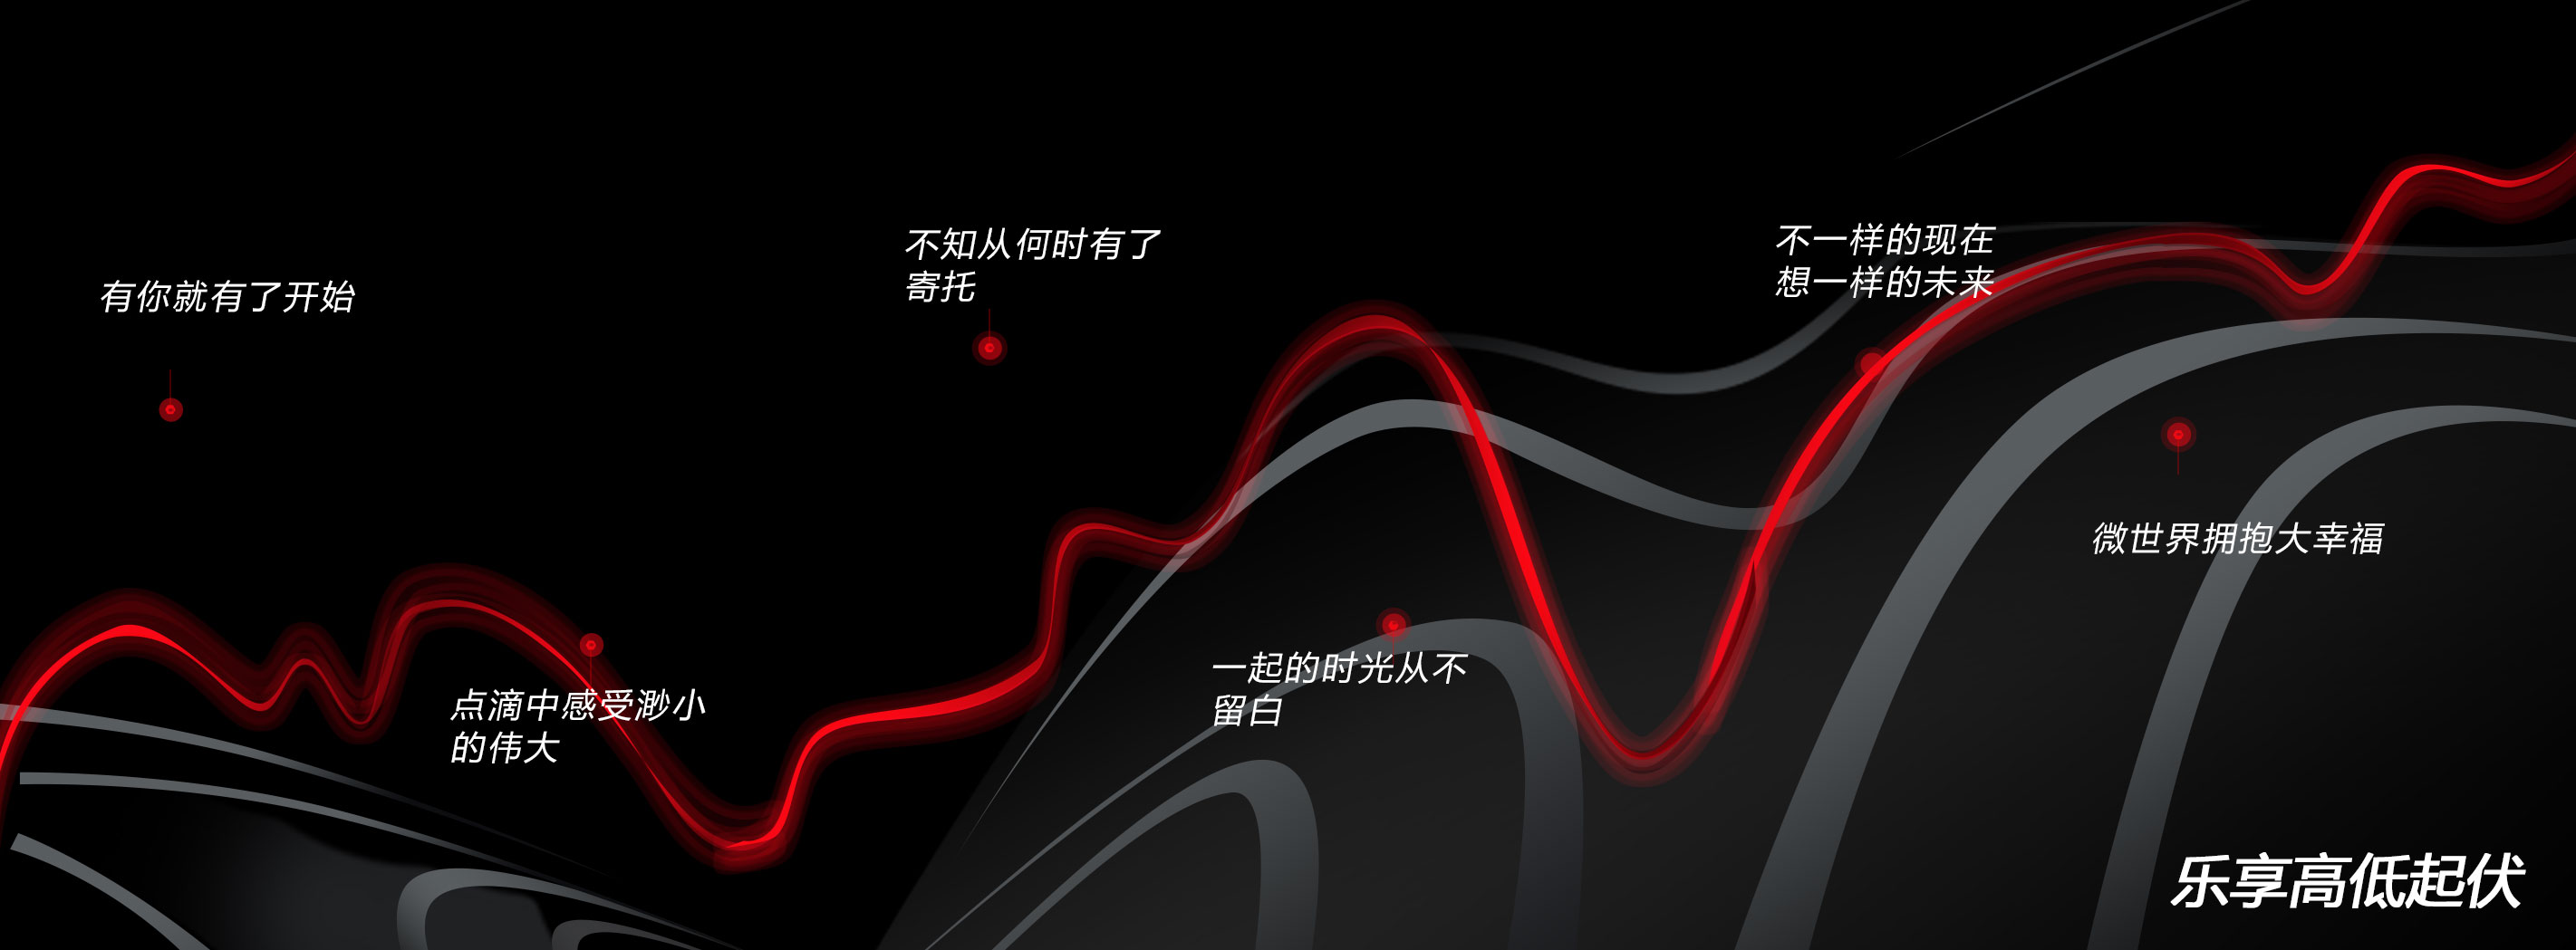 有你就有了开始
点滴中感受渺小
的伟大
不知从何时有了
寄托
一起的时光从不
留白
不一样的现在
想一样的未来
微世界拥抱大幸福
乐享高低起伏